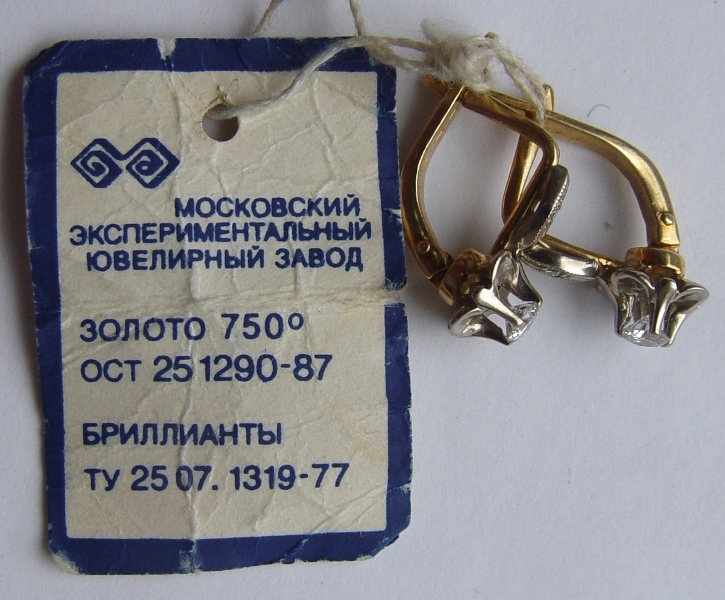 МОСКОВСКИЙ
ЭКСПЕРИМЕНТАЛЬНЫЙ
ЮВЕЛИРНЫЙ ЗАВОД
ЗОЛОТО 750°
ОСТ 25 1290-87
БРИЛЛИАНТЫ
ТУ 25 07. 1319-77